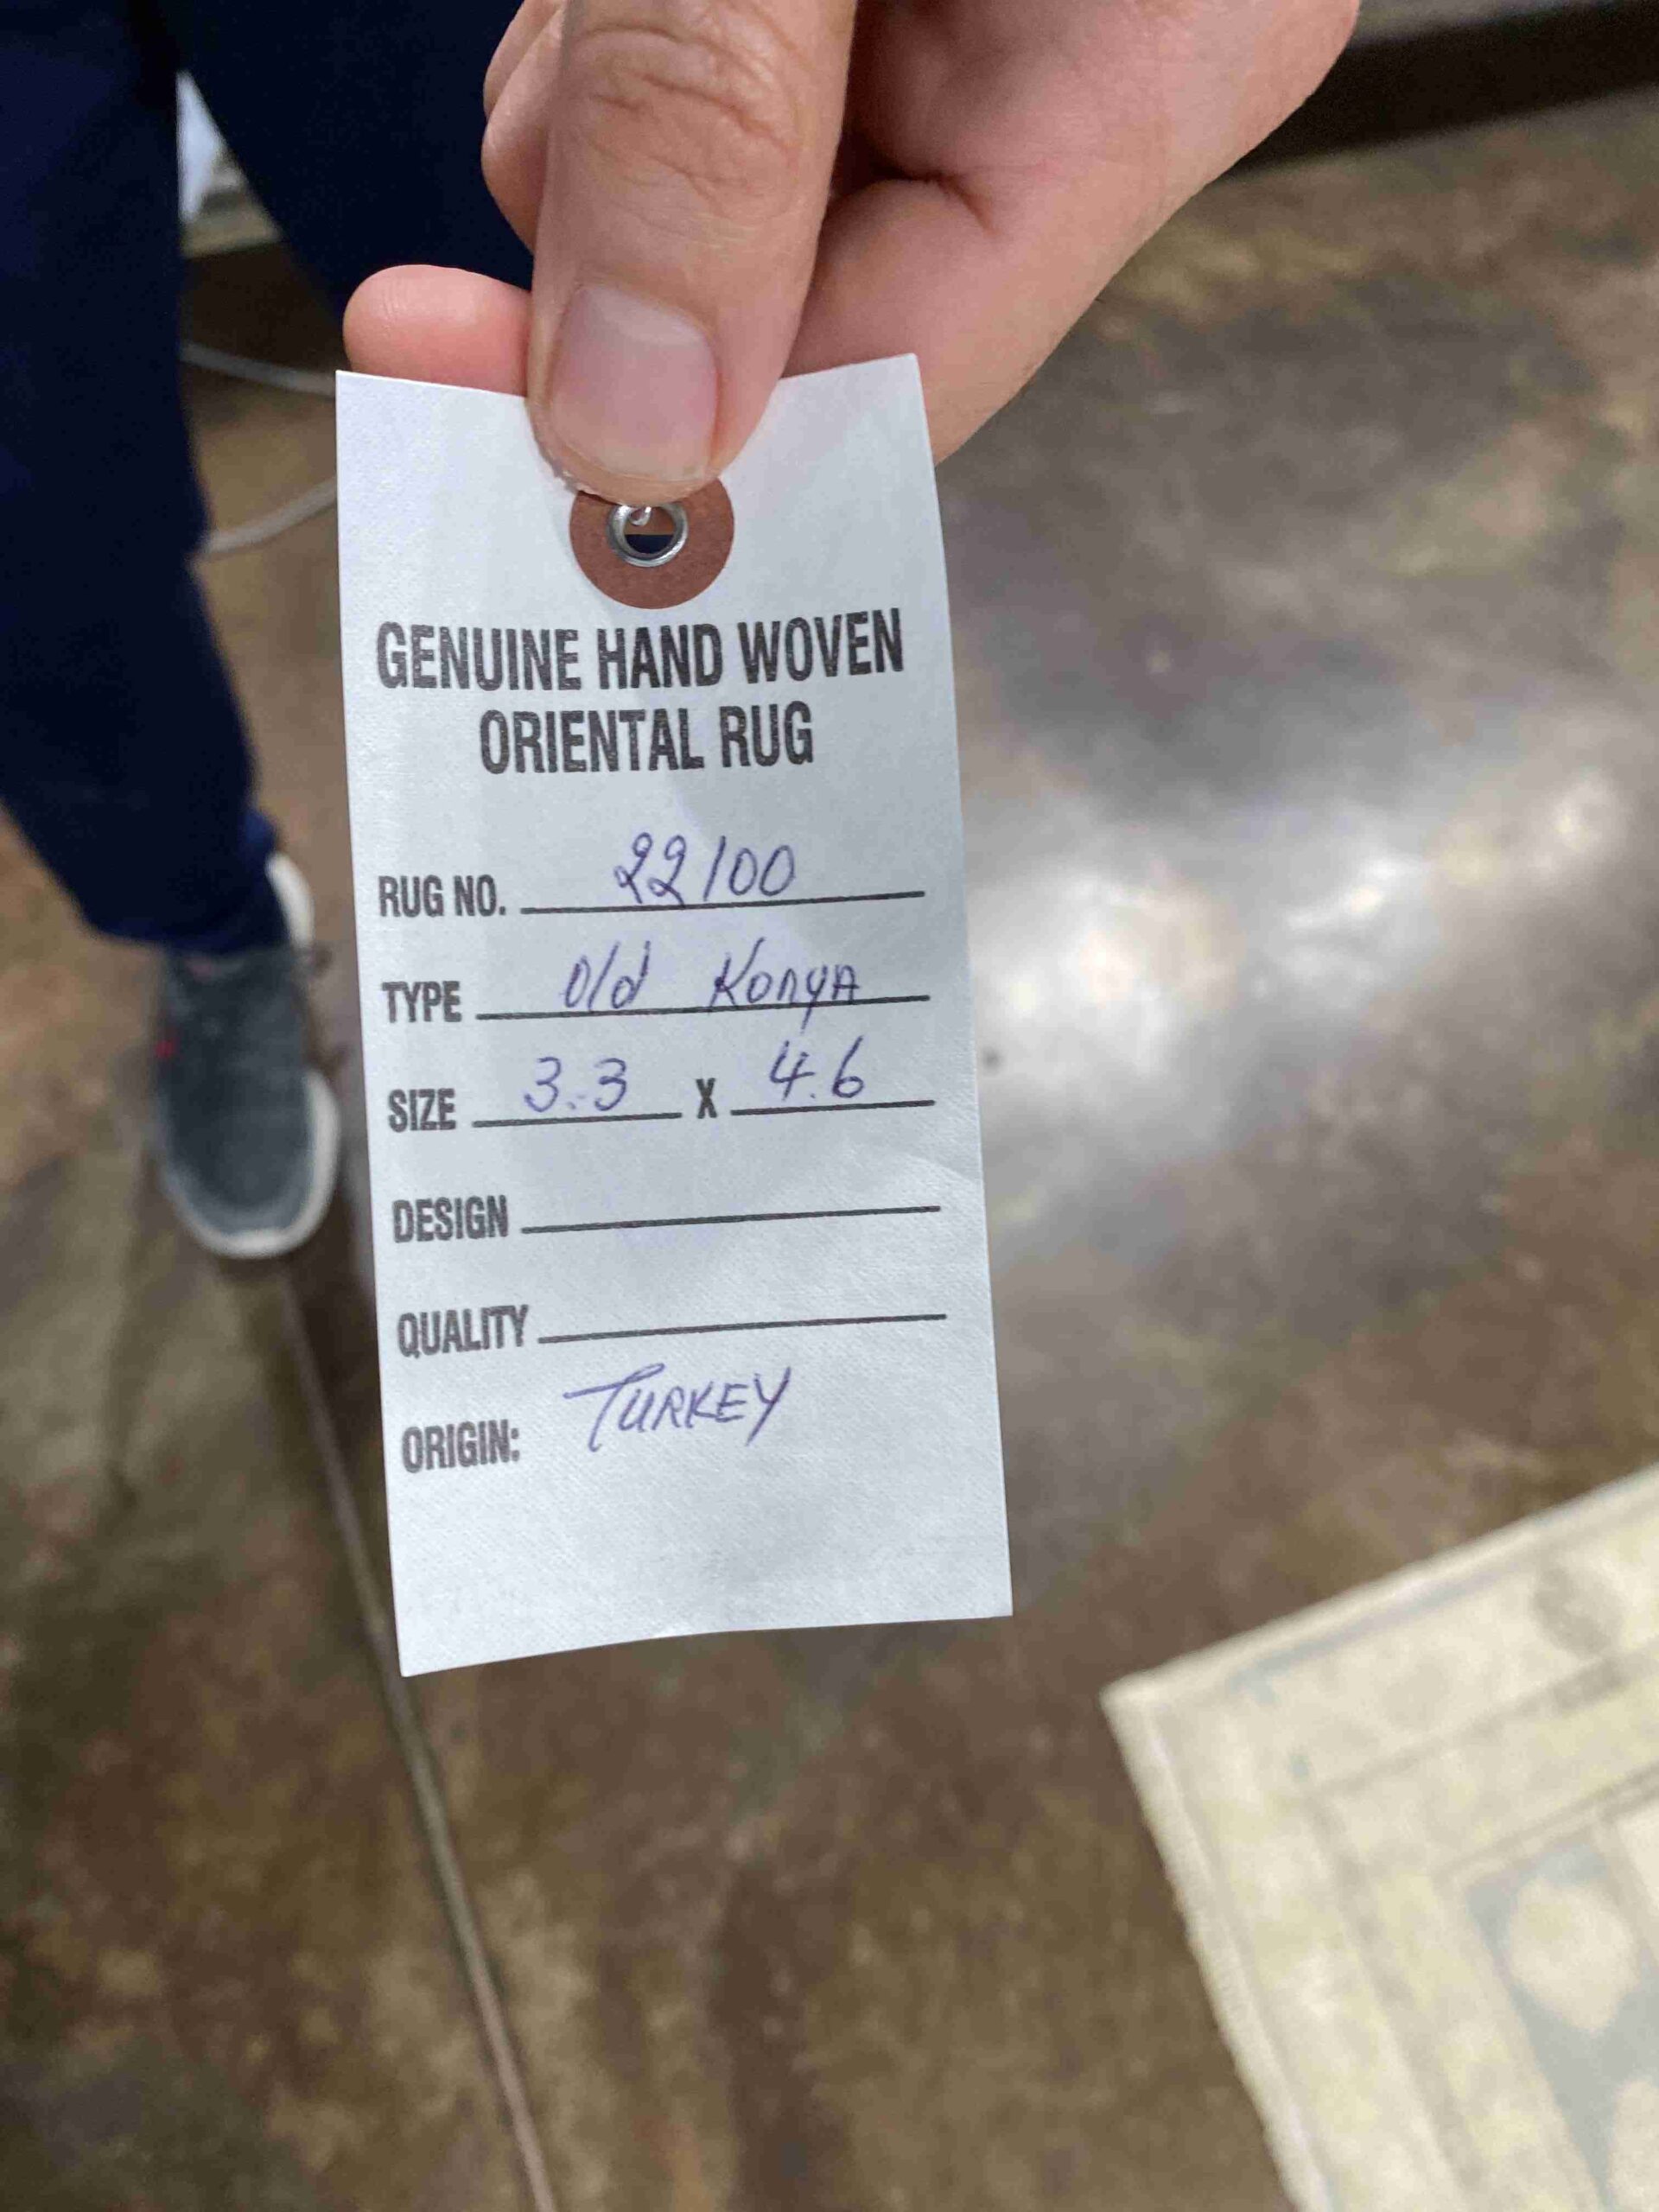 GENUINE HAND WOVEN
ORIENTAL RUG
RUG NO. 22100
TYPE Old KonyA
SIZE 3.3 X 4.6
DESIGN
QUALITY
ORIGIN: TURKEY